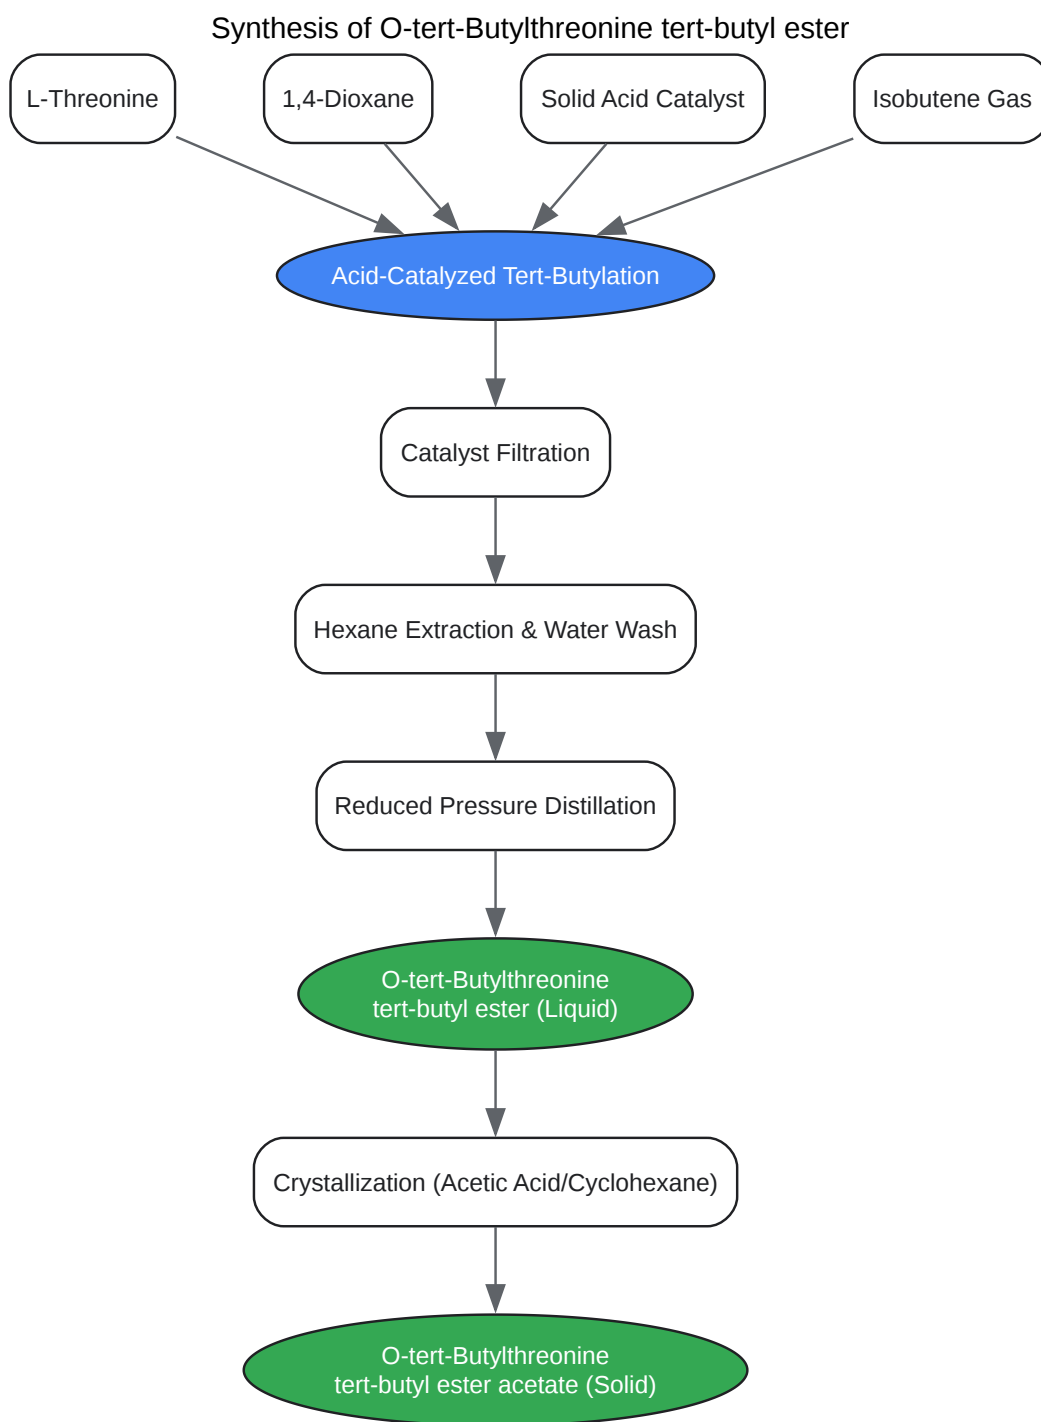 Synthesis of O-tert-Butylthreonine tert-butyl ester
L-Threonine
1,4-Dioxane
Solid Acid Catalyst
Isobutene Gas
Acid-Catalyzed Tert-Butylation
Catalyst Filtration
Hexane Extraction & Water Wash
Reduced Pressure Distillation
O-tert-Butylthreonine
tert-butyl ester (Liquid)
Crystallization (Acetic Acid/Cyclohexane)
O-tert-Butylthreonine
tert-butyl ester acetate (Solid)